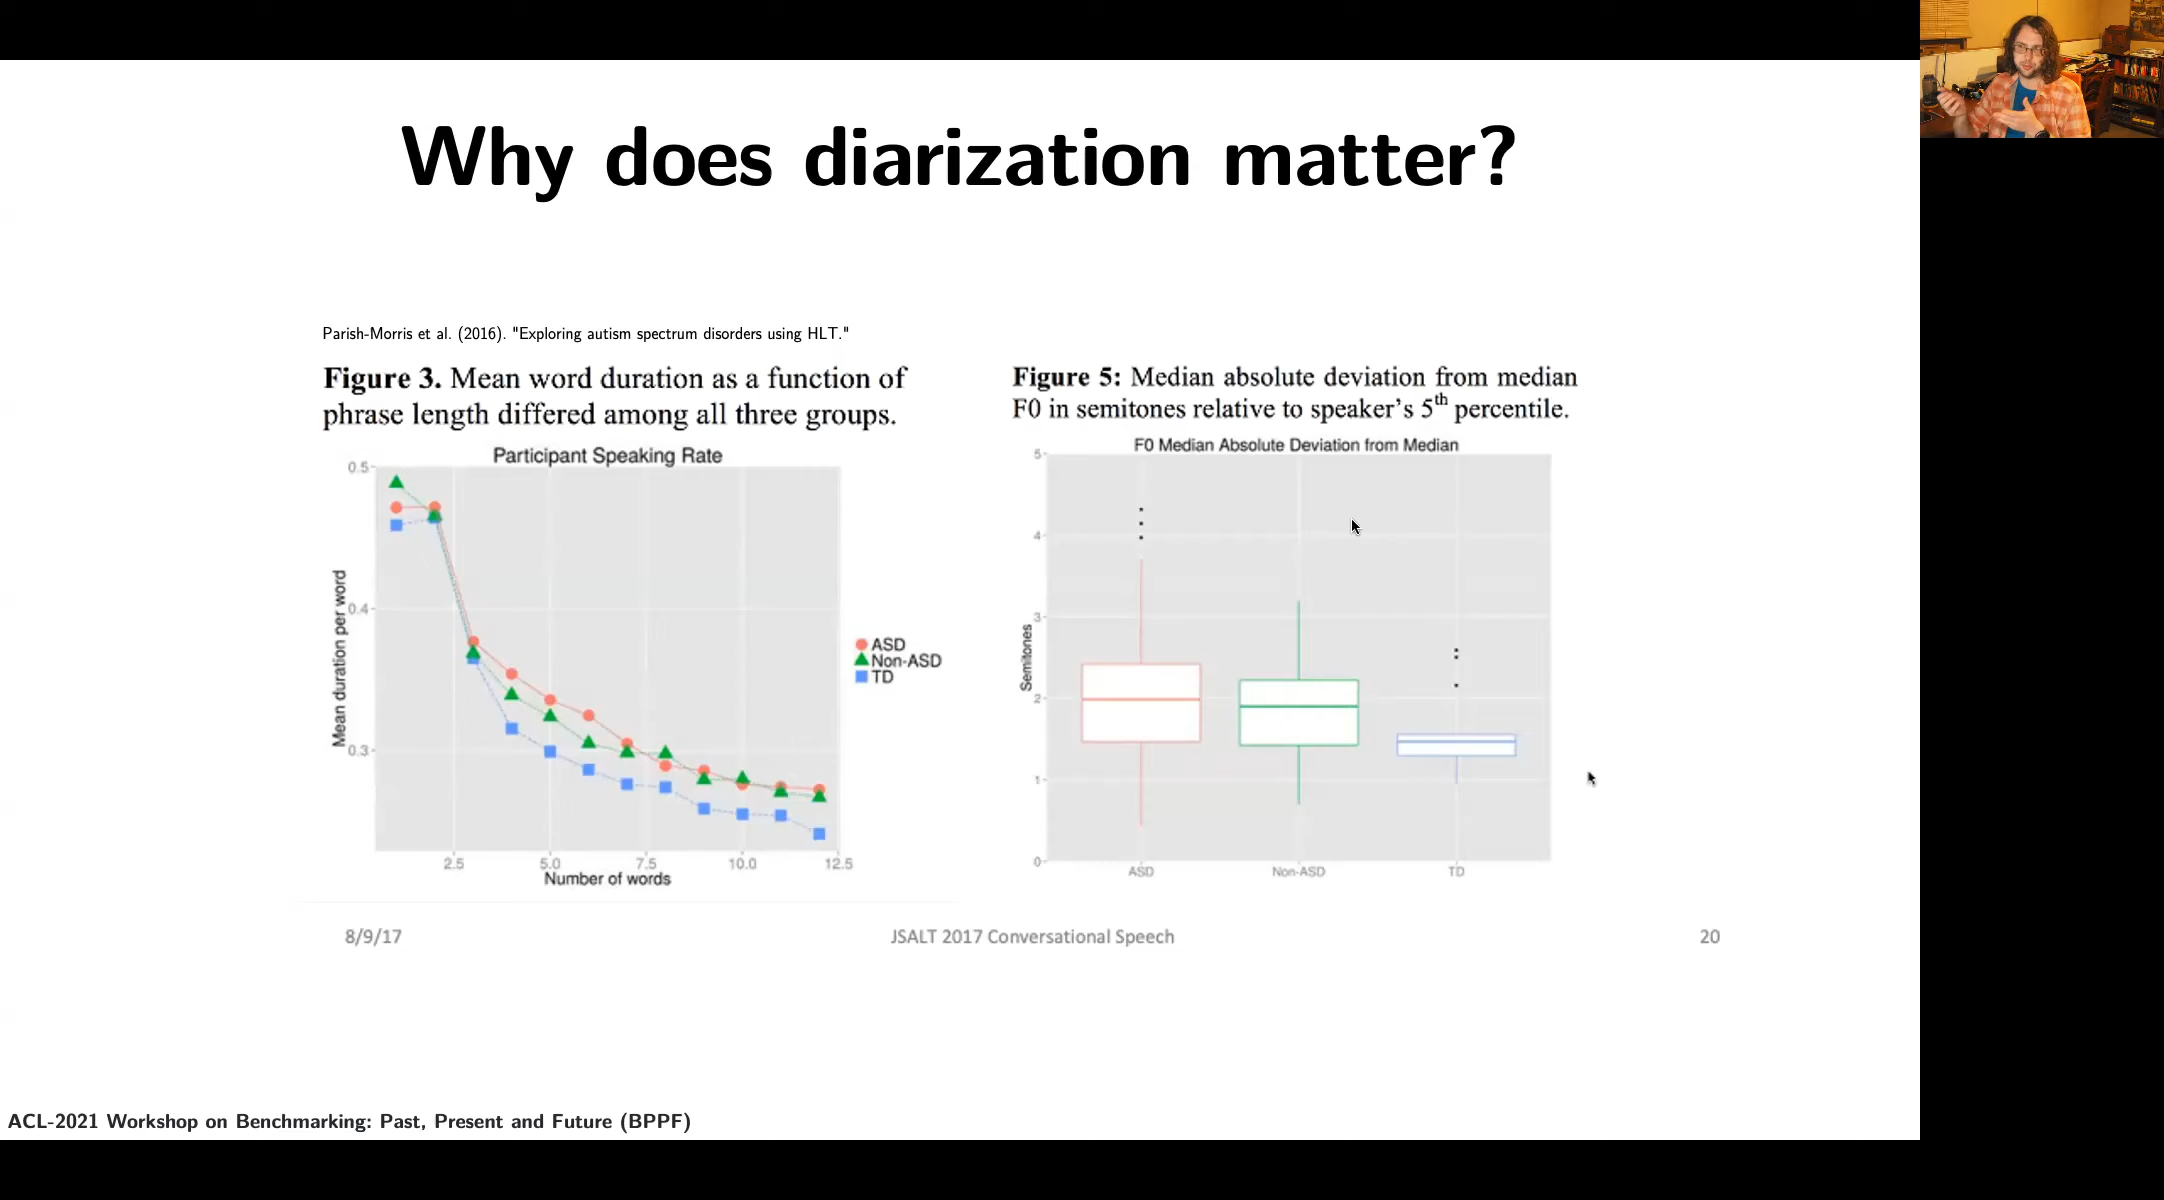 Why does diarization matter?
Parish-Morris et al. (2016). "Exploring autism spectrum disorders using HLT."
Figure 3. Mean word duration as a function of
phrase length differed among all three groups.
Participant Speaking Rate
0.5
0.4
0.3
Mean duration per word
2.5 5.0 7.5 10.0 12.5
Number of words
ASD
Non-ASD
TD
Figure 5: Median absolute deviation from median
F0 in semitones relative to speaker's 5th percentile.
F0 Median Absolute Deviation from Median
5
4
3
2
1
0
Semitones
ASD Non-ASD TD
8/9/17 JSALT 2017 Conversational Speech 20
ACL-2021 Workshop on Benchmarking: Past, Present and Future (BPPF)